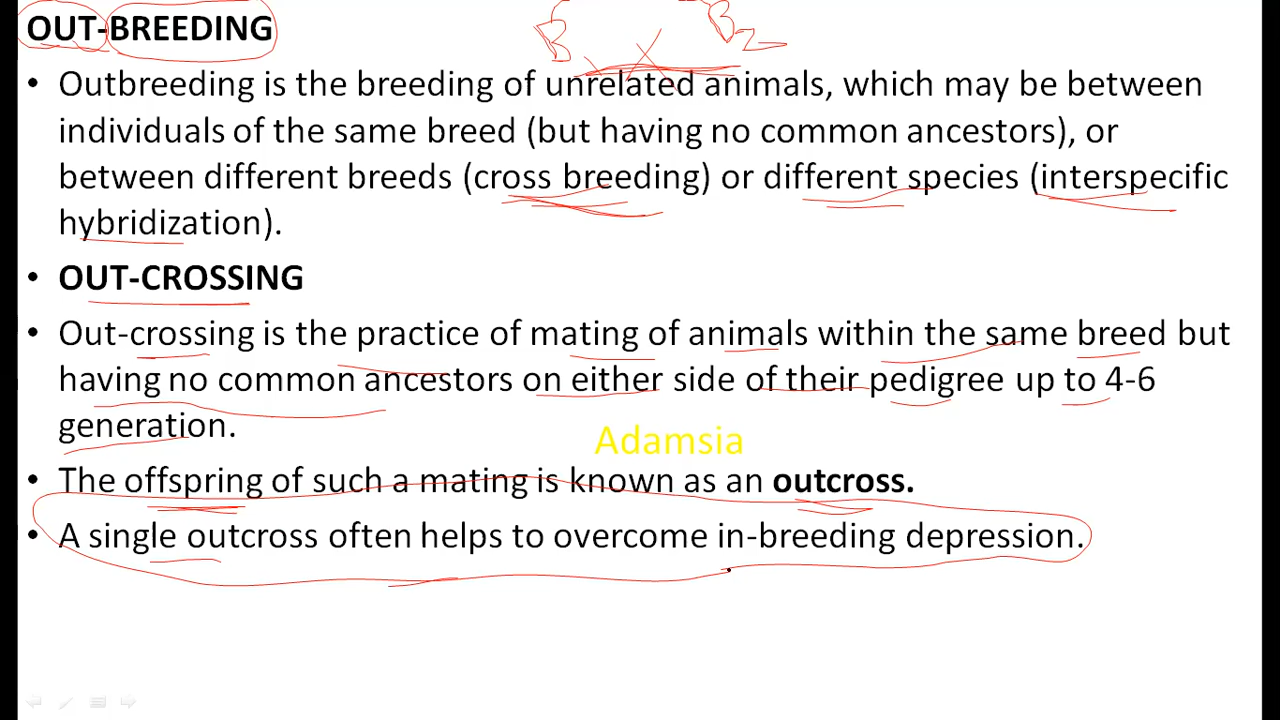 OUT-BREEDING
B B2
• Outbreeding is the breeding of unrelated animals, which may be between
individuals of the same breed (but having no common ancestors), or
between different breeds (cross breeding) or different species (interspecific
hybridization).
• OUT-CROSSING
• Out-crossing is the practice of mating of animals within the same breed but
having no common ancestors on either side of their pedigree up to 4-6
generation.
Adamsia
• The offspring of such a mating is known as an outcross.
• A single outcross often helps to overcome in-breeding depression.